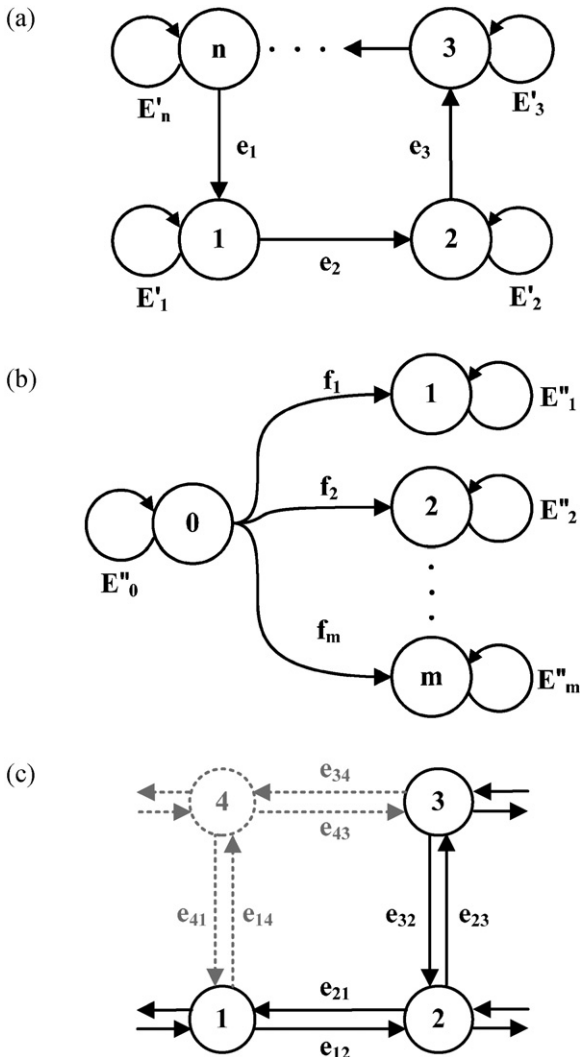 (a)
n . . . 3
E'n E'3
e1 e3
1 2
e2
E'1 E'2
(b)
f1 1 E"1
f2 2 E"2
0
E"0
fm
m E"m
(c)
e34
4 3
e43
e41 e14 e32 e23
e21
1 2
e12